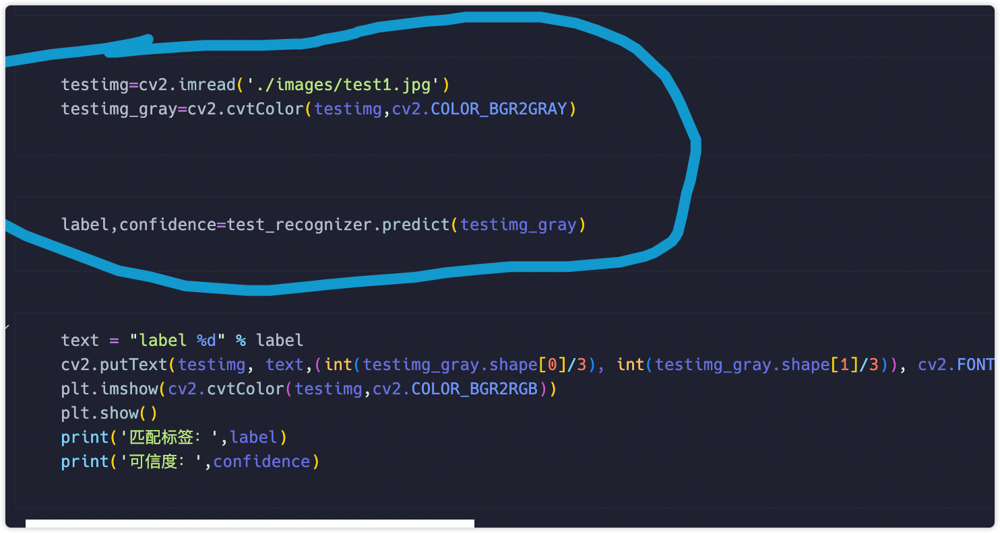 testimg=cv2.imread('./images/test1.jpg')
testimg_gray=cv2.cvtColor(testimg,cv2.COLOR_BGR2GRAY)
label,confidence=test_recognizer.predict(testimg_gray)
text = "label %d" % label
cv2.putText(testimg, text,(int(testimg_gray.shape[0]/3), int(testimg_gray.shape[1]/3)), cv2.FONT
plt.imshow(cv2.cvtColor(testimg,cv2.COLOR_BGR2RGB))
plt.show()
print('匹配标签：',label)
print('可信度：',confidence)